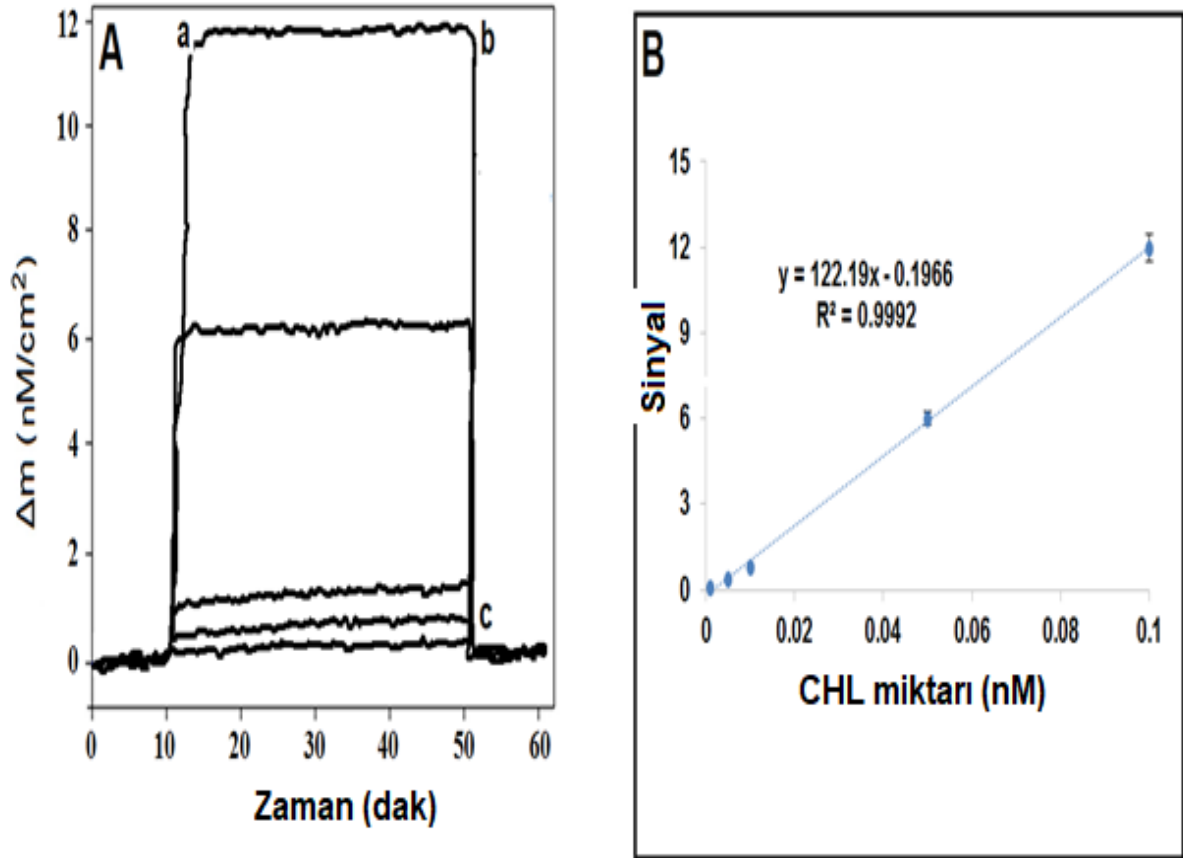 A
a
b
c
12
10
8
6
4
2
0
Δm (nM/cm²)
0 10 20 30 40 50 60
Zaman (dak)
B
15
12
9
6
3
0
Sinyal
y = 122.19x - 0.1966
R² = 0.9992
0 0.02 0.04 0.06 0.08 0.1
CHL miktarı (nM)